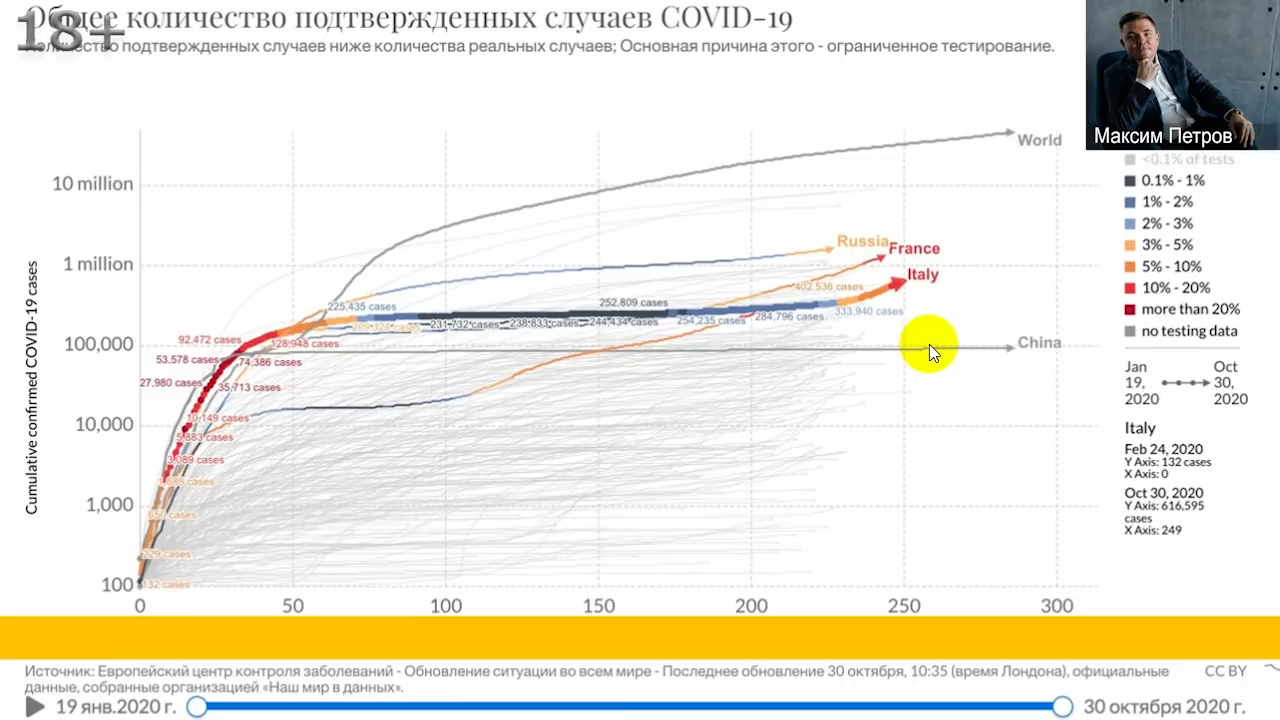 Общее количество подтвержденных случаев COVID-19
18+
Количество подтвержденных случаев ниже количества реальных случаев; Основная причина этого - ограниченное тестирование.
Максим Петров
<0.1% of tests
0.1% - 1%
1% - 2%
2% - 3%
3% - 5%
5% - 10%
10% - 20%
more than 20%
no testing data
Jan 19, 2020
Oct 30, 2020
Italy
Feb 24, 2020
Y Axis: 132 cases
X Axis: 0
Oct 30, 2020
Y Axis: 616,595
cases
X Axis: 249
Cumulative confirmed COVID-19 cases
10 million
1 million
100,000
10,000
1,000
100
World
Russia
France
Italy
China
402,536 cases
252,809 cases
225,435 cases
231,732 cases
238,833 cases
244,434 cases
254,235 cases
284,796 cases
333,940 cases
92,472 cases
128,948 cases
53,578 cases
74,386 cases
27,980 cases
35,713 cases
10,149 cases
5,883 cases
3,089 cases
229 cases
132 cases
0 50 100 150 200 250 300
Источник: Европейский центр контроля заболеваний - Обновление ситуации во всем мире - Последнее обновление 30 октября, 10:35 (время Лондона), официальные
данные, собранные организацией «Наш мир в данных».
CC BY
19 янв.2020 г.
30 октября 2020 г.